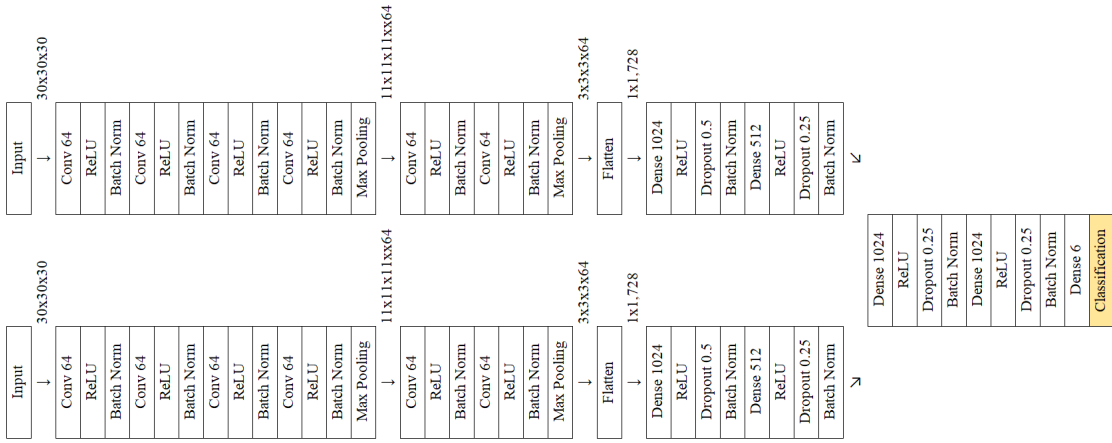 Input
30x30x30
Conv 64
ReLU
Batch Norm
Conv 64
ReLU
Batch Norm
Conv 64
ReLU
Batch Norm
Conv 64
ReLU
Batch Norm
Max Pooling
11x11x11xx64
Conv 64
ReLU
Batch Norm
Conv 64
ReLU
Batch Norm
Max Pooling
3x3x3x64
Flatten
1x1,728
Dense 1024
ReLU
Dropout 0.5
Batch Norm
Dense 512
ReLU
Dropout 0.25
Batch Norm
Input
30x30x30
Conv 64
ReLU
Batch Norm
Conv 64
ReLU
Batch Norm
Conv 64
ReLU
Batch Norm
Conv 64
ReLU
Batch Norm
Max Pooling
11x11x11xx64
Conv 64
ReLU
Batch Norm
Conv 64
ReLU
Batch Norm
Max Pooling
3x3x3x64
Flatten
1x1,728
Dense 1024
ReLU
Dropout 0.5
Batch Norm
Dense 512
ReLU
Dropout 0.25
Batch Norm
Dense 1024
ReLU
Dropout 0.25
Batch Norm
Dense 1024
ReLU
Dropout 0.25
Batch Norm
Dense 6
Classification